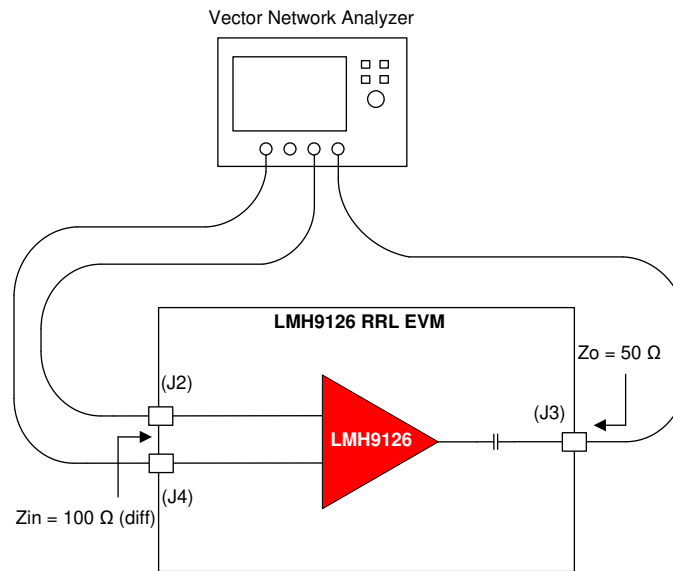 Vector Network Analyzer
LMH9126 RRL EVM
Zo = 50 Ω
(J2)
(J3)
LMH9126
(J4)
Zin = 100 Ω (diff)